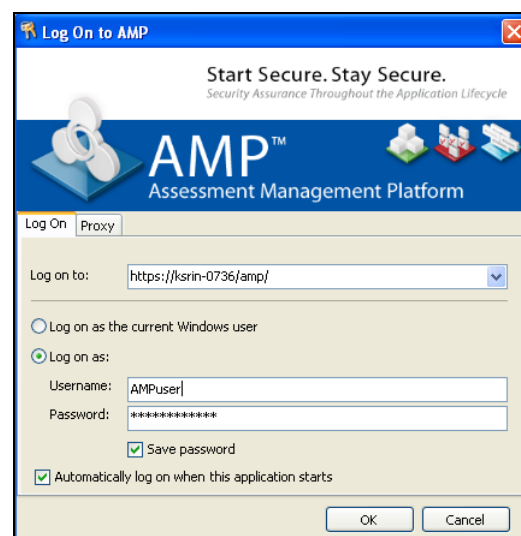 Log On to AMP
Start Secure. Stay Secure.
Security Assurance Throughout the Application Lifecycle
AMP™
Assessment Management Platform
Log On Proxy
Log on to: https://ksrin-0736/amp/
Log on as the current Windows user
Log on as:
Username: AMPuser
Password: ************
Save password
Automatically log on when this application starts
OK Cancel